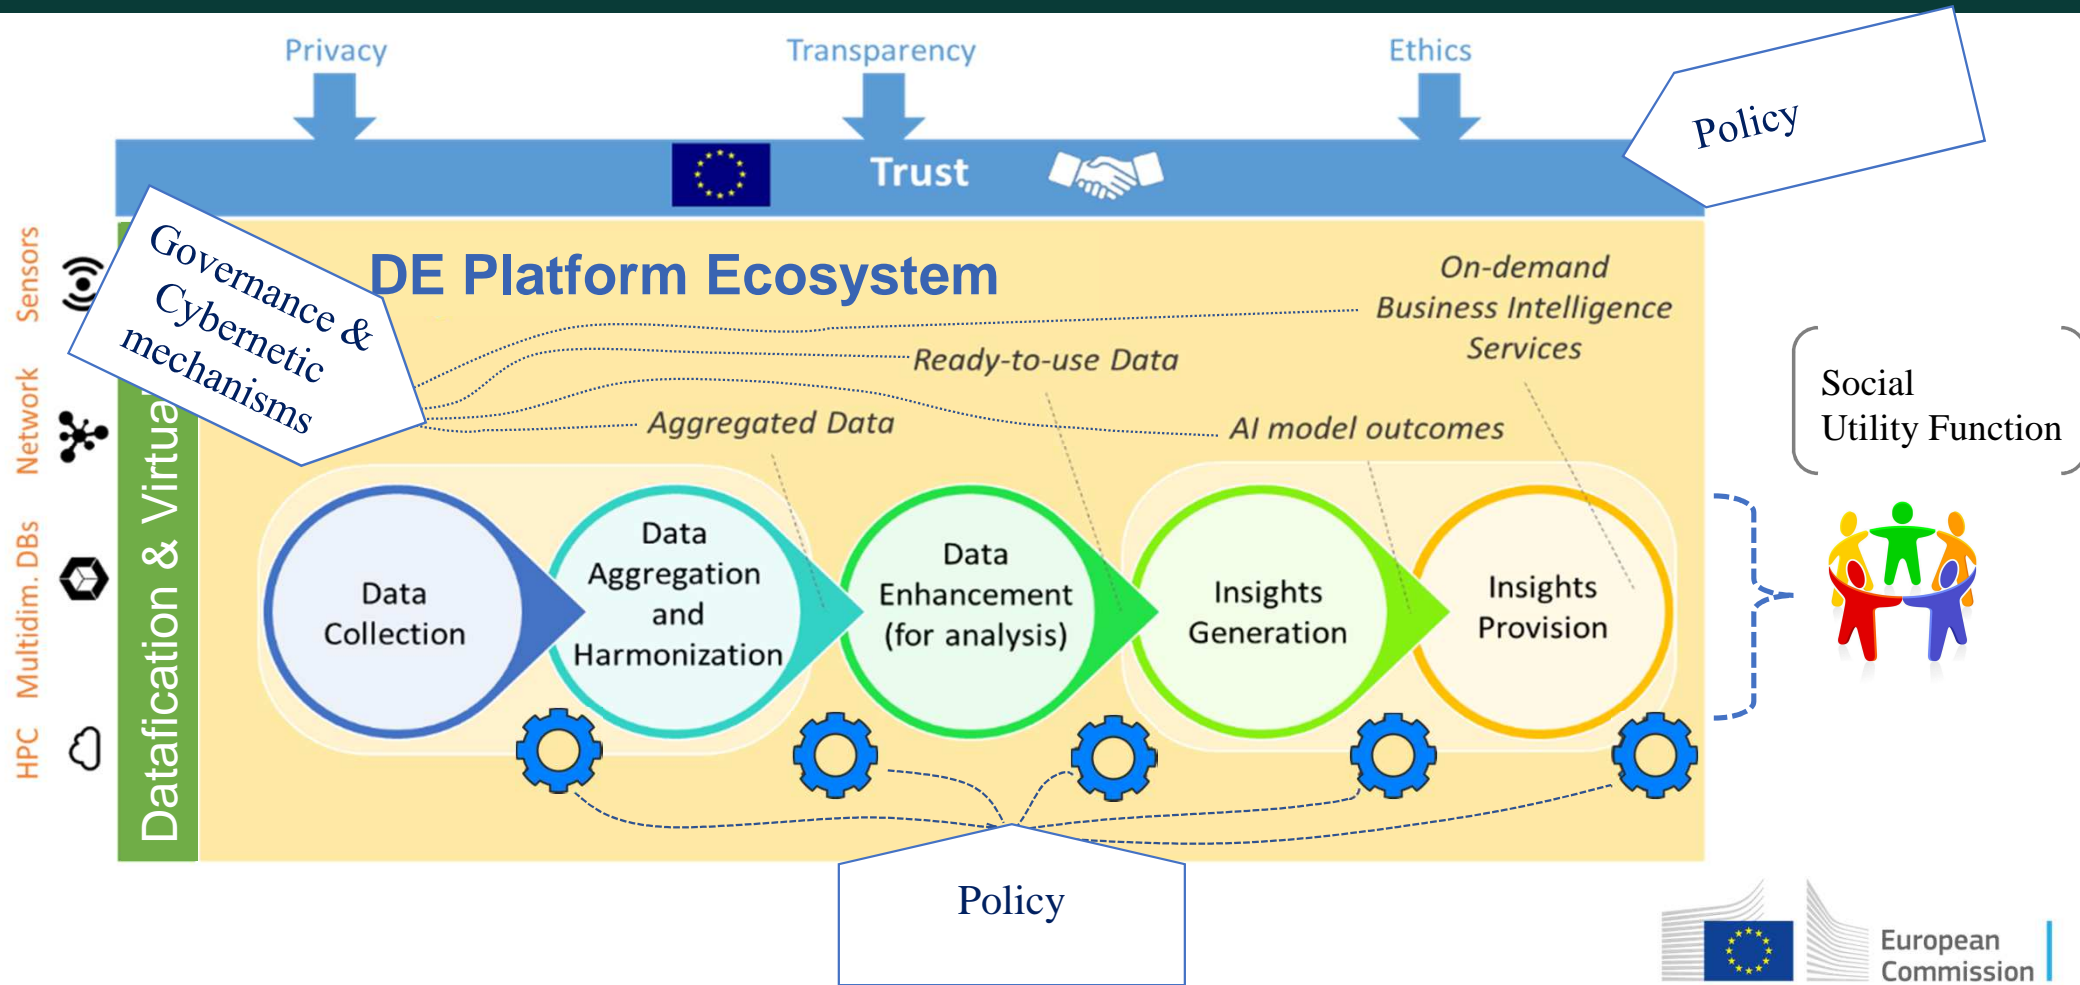 Privacy
Transparency
Ethics
Policy
Trust
Governance &
Cybernetic
mechanisms
DE Platform Ecosystem
On-demand
Business Intelligence
Services
Ready-to-use Data
Aggregated Data
AI model outcomes
Sensors
Network
Multidim. DBs
HPC
Datafication & Virtual
Data
Collection
Data
Aggregation
and
Harmonization
Data
Enhancement
(for analysis)
Insights
Generation
Insights
Provision
Social
Utility Function
Policy
European
Commission